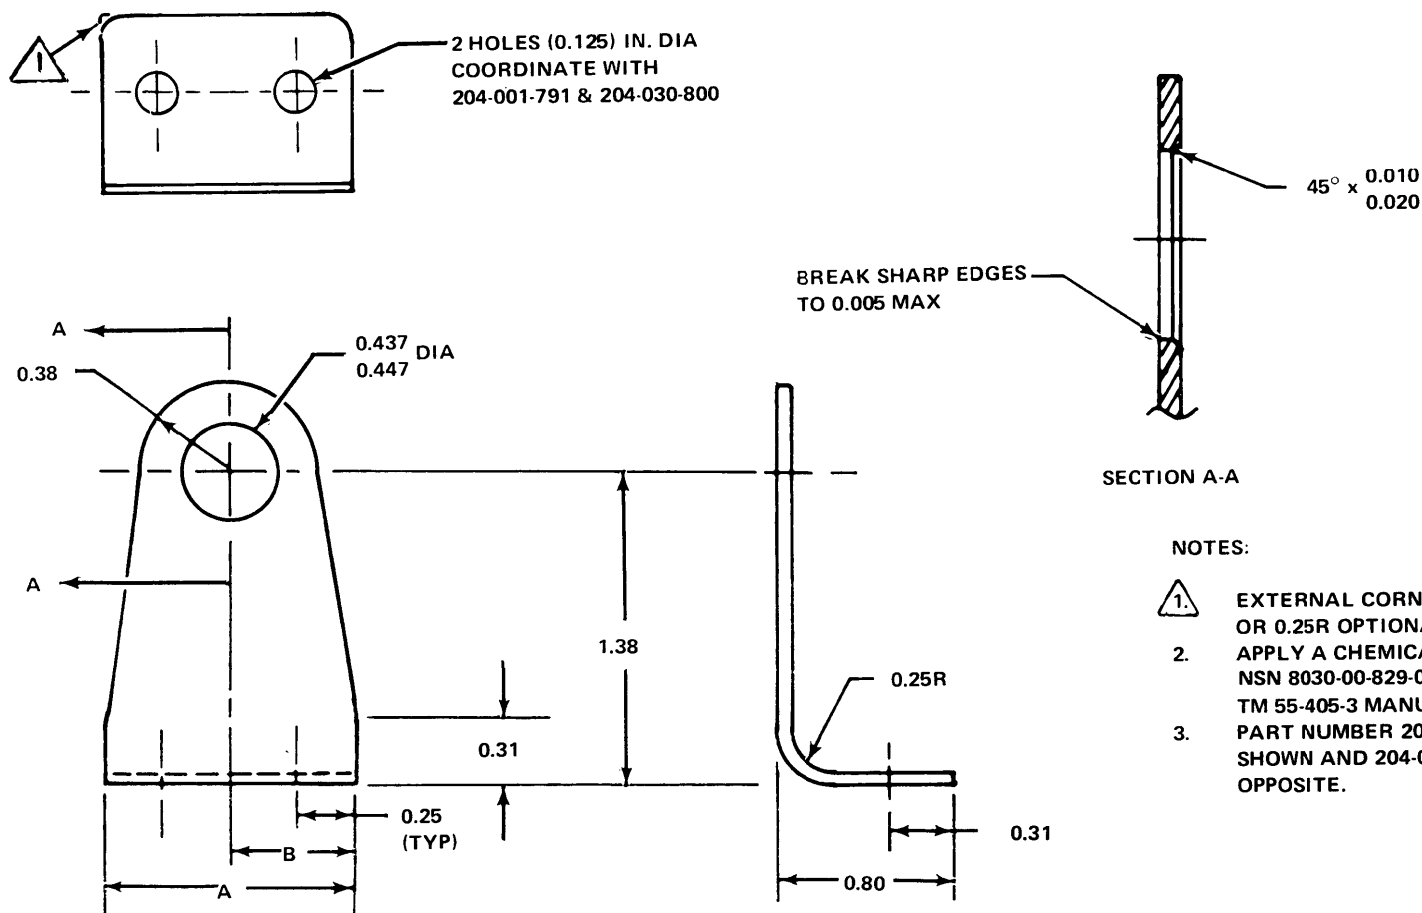 1
2 HOLES (0.125) IN. DIA
COORDINATE WITH
204-001-791 & 204-030-800
45° x 0.010
0.020
BREAK SHARP EDGES
TO 0.005 MAX
A
0.437
0.447 DIA
0.38
SECTION A-A
A
1.38
0.31
0.25R
0.25
(TYP)
B
A
0.31
0.80
NOTES:
1. EXTERNAL CORN
OR 0.25R OPTIONA
2. APPLY A CHEMICA
NSN 8030-00-829-0
TM 55-405-3 MANU
3. PART NUMBER 20
SHOWN AND 204-0
OPPOSITE.